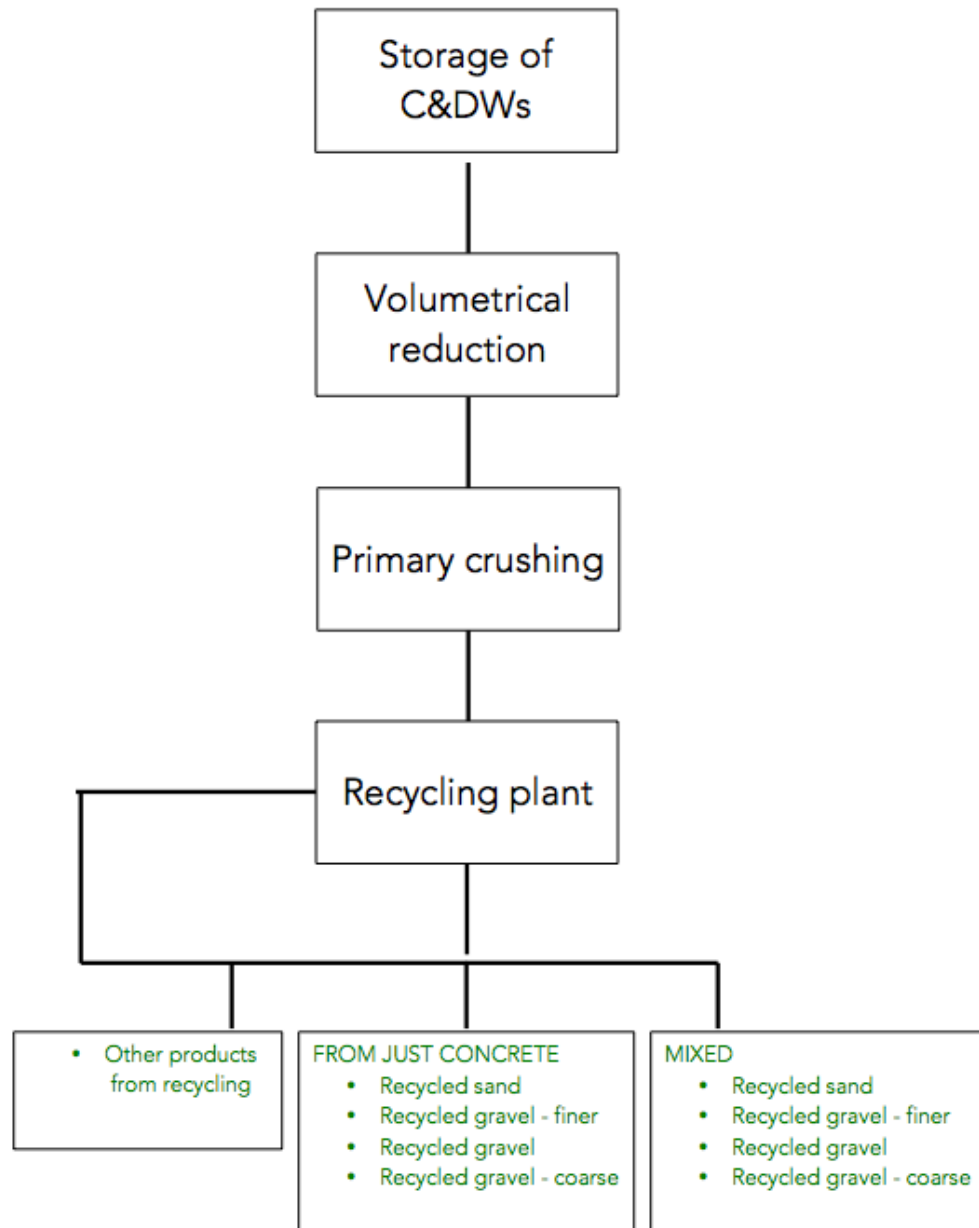 Storage of
C&DWs
Volumetrical
reduction
Primary crushing
Recycling plant
• Other products
from recycling
FROM JUST CONCRETE
• Recycled sand
• Recycled gravel - finer
• Recycled gravel
• Recycled gravel - coarse
MIXED
• Recycled sand
• Recycled gravel - finer
• Recycled gravel
• Recycled gravel - coarse